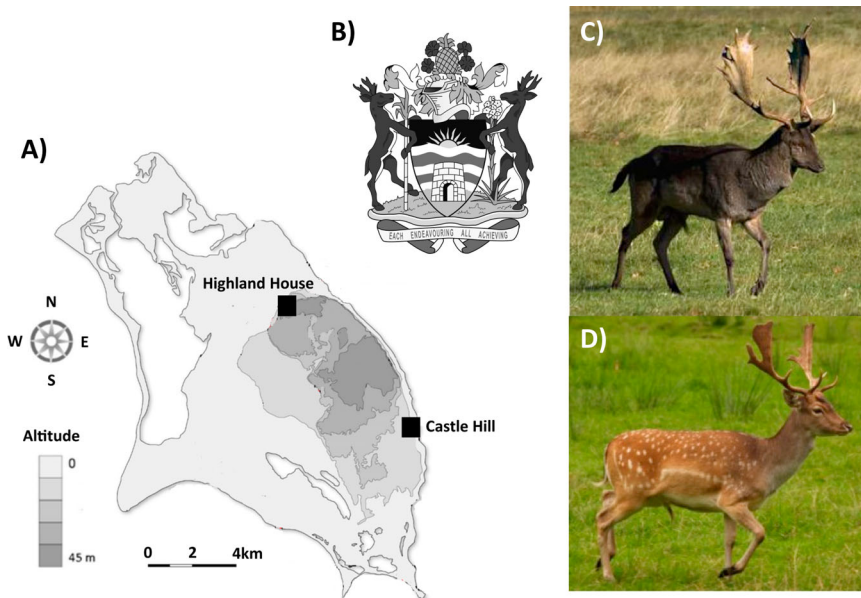 A)
Highland House
N
W
E
S
Castle Hill
Altitude
0
45 m
0 2 4km
B)
EACH ENDEAVOURING ALL ACHIEVING
C)
D)